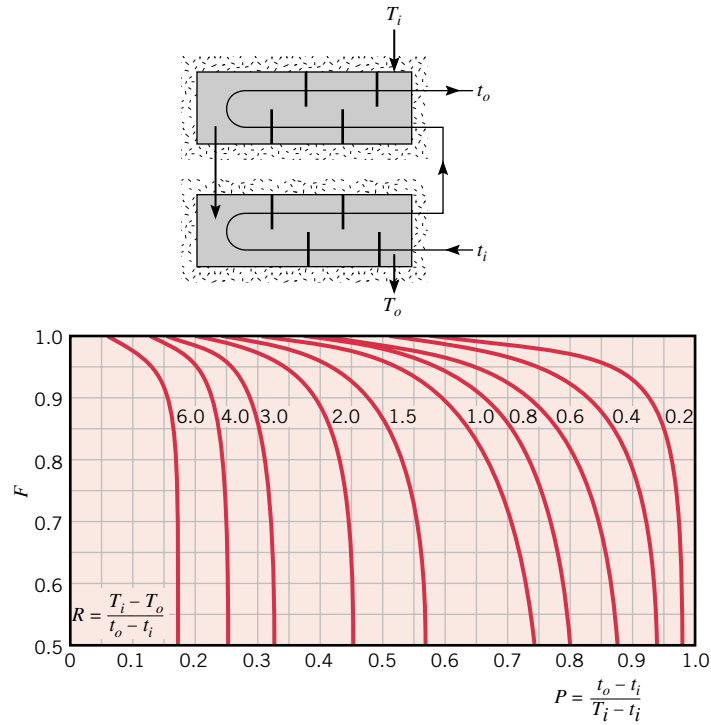 T_i
t_o
t_i
T_o
1.0
0.9
0.8
0.7
0.6
0.5
F
6.0 4.0 3.0 2.0 1.5 1.0 0.8 0.6 0.4 0.2
R = (T_i − T_o) / (t_o − t_i)
0 0.1 0.2 0.3 0.4 0.5 0.6 0.7 0.8 0.9 1.0
P = (t_o − t_i) / (T_i − t_i)